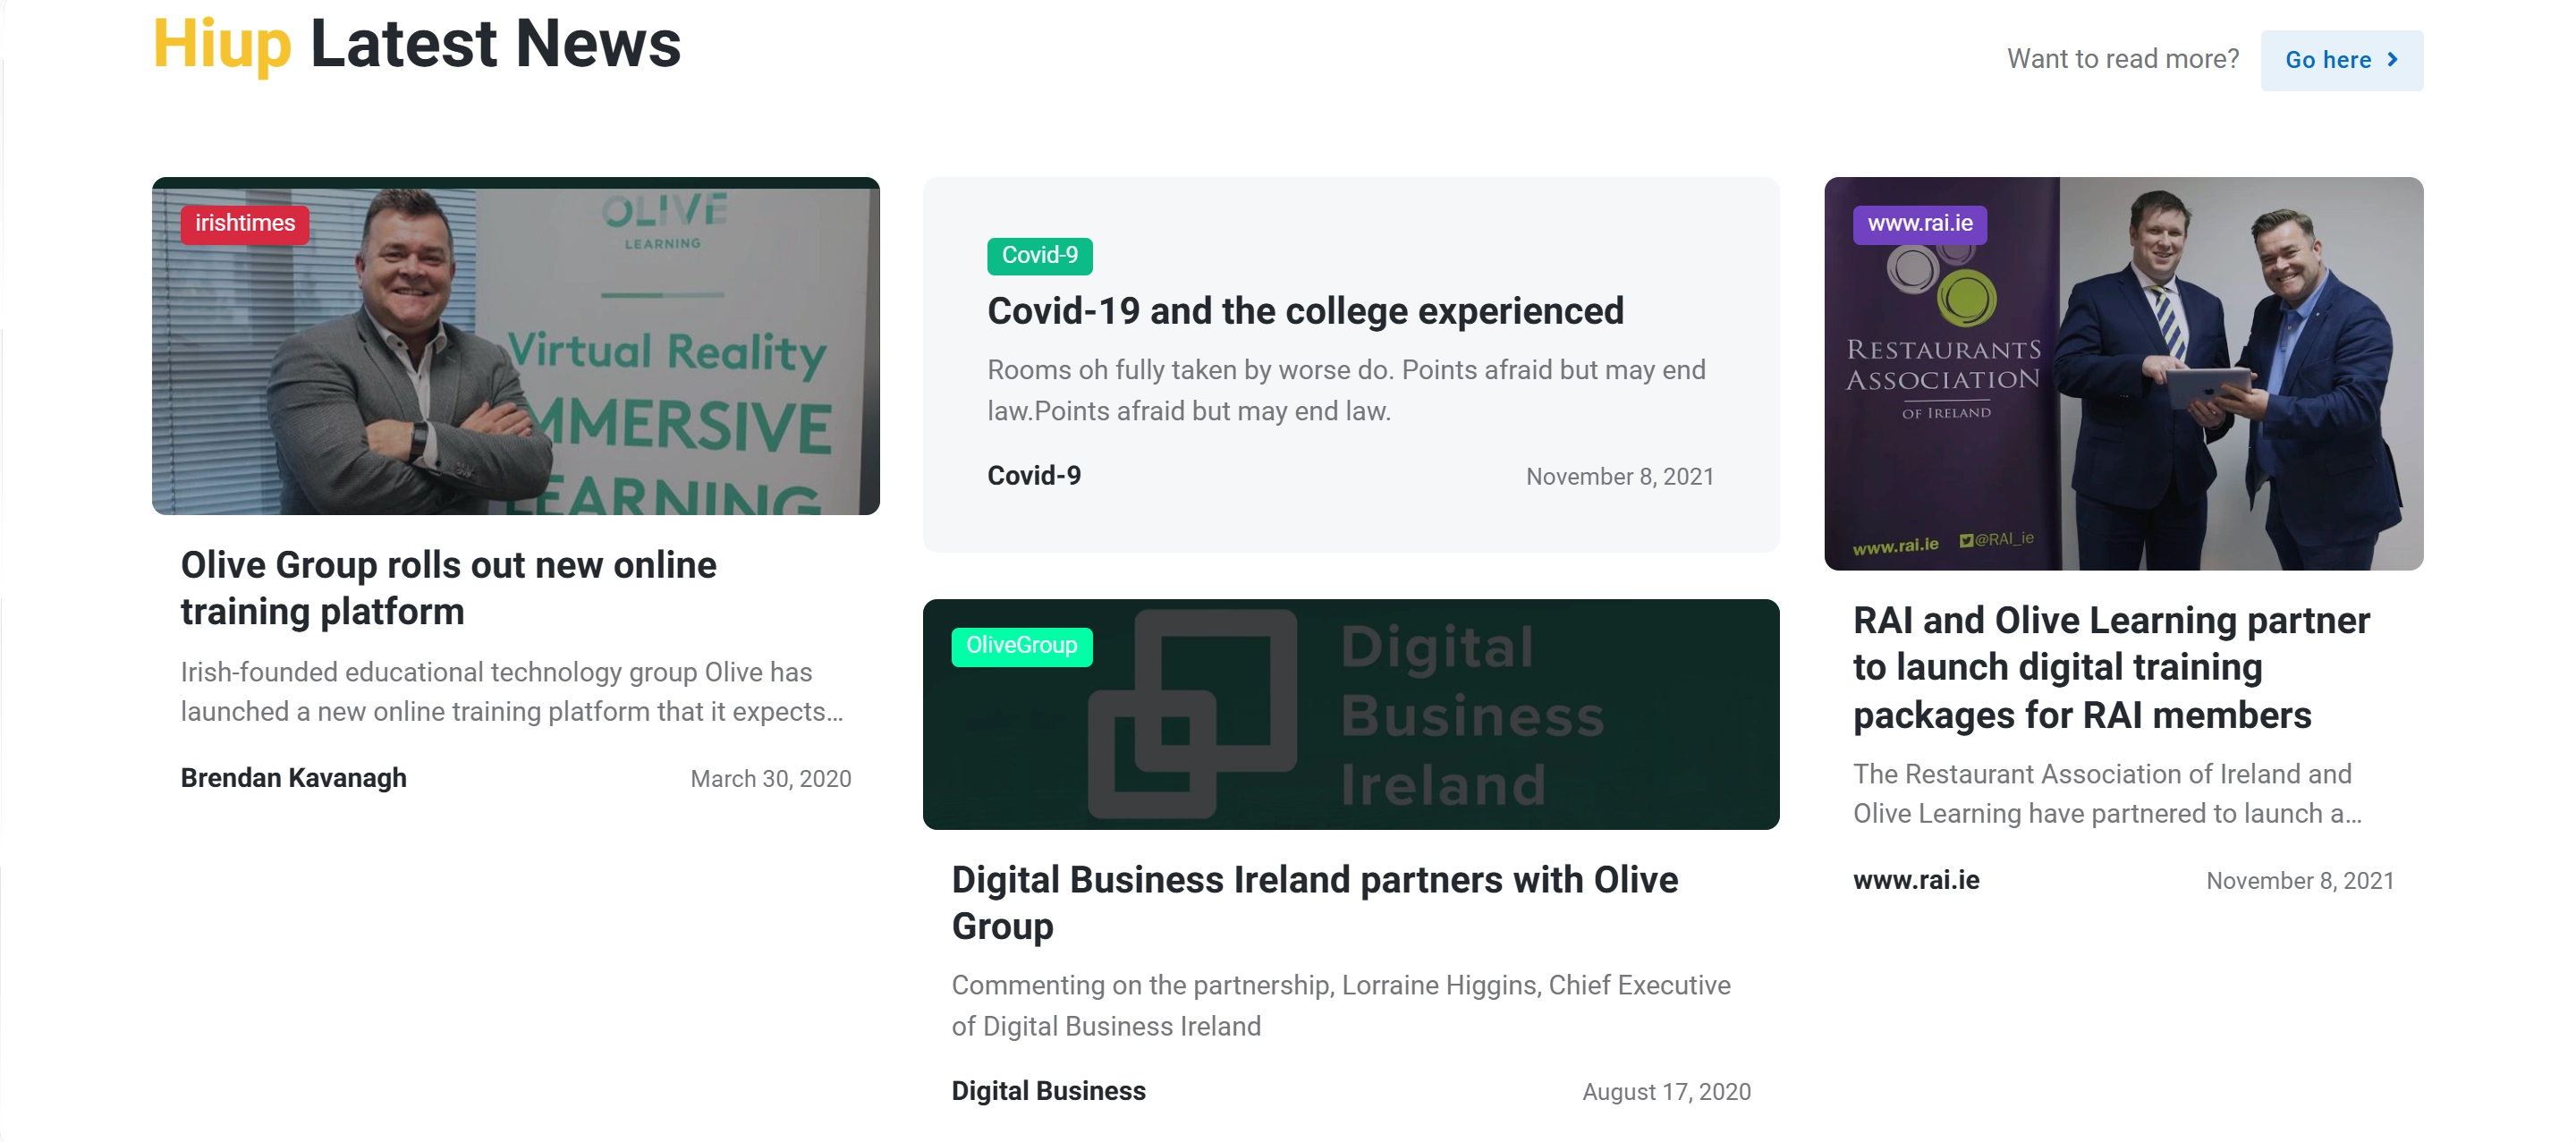 Hiup Latest News
Want to read more?
Go here
irishtimes
OLIVE
LEARNING
Virtual Reality
IMMERSIVE
LEARNING
Olive Group rolls out new online
training platform
Irish-founded educational technology group Olive has
launched a new online training platform that it expects...
Brendan Kavanagh
March 30, 2020
Covid-9
Covid-19 and the college experienced
Rooms oh fully taken by worse do. Points afraid but may end
law.Points afraid but may end law.
Covid-9
November 8, 2021
OliveGroup
Digital
Business
Ireland
Digital Business Ireland partners with Olive
Group
Commenting on the partnership, Lorraine Higgins, Chief Executive
of Digital Business Ireland
Digital Business
August 17, 2020
www.rai.ie
RESTAURANTS
ASSOCIATION
OF IRELAND
www.rai.ie
@RAI_ie
RAI and Olive Learning partner
to launch digital training
packages for RAI members
The Restaurant Association of Ireland and
Olive Learning have partnered to launch a...
www.rai.ie
November 8, 2021